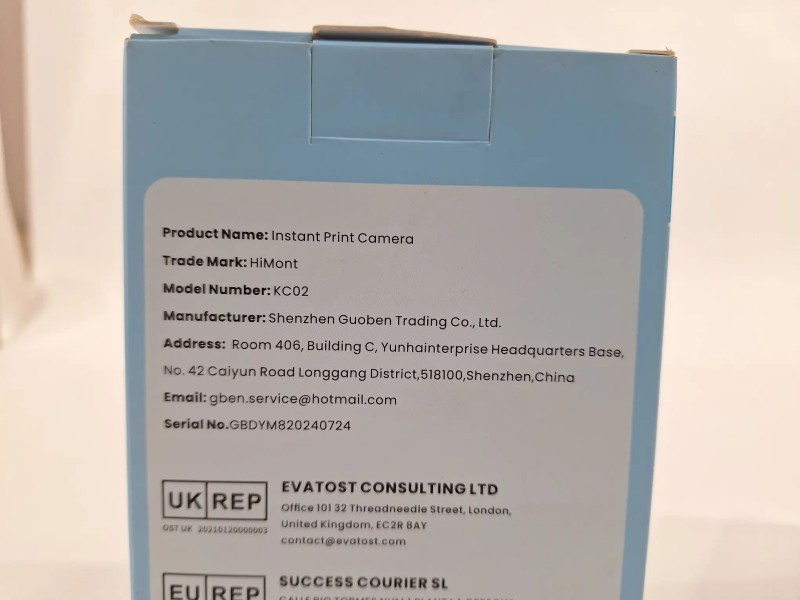 Product Name: Instant Print Camera
Trade Mark: HiMont
Model Number: KC02
Manufacturer: Shenzhen Guoben Trading Co., Ltd.
Address: Room 406, Building C, Yunhainterprise Headquarters Base,
No. 42 Caiyun Road Longgang District,518100,Shenzhen,China
Email: gben.service@hotmail.com
Serial No.GBDYM820240724
UK REP
OST UK 20210120000003
EVATOST CONSULTING LTD
Office 101 32 Threadneedle Street, London,
United Kingdom, EC2R 8AY
contact@evatost.com
EU REP
SUCCESS COURIER SL